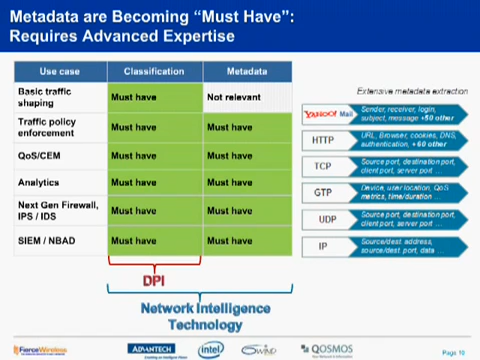 Metadata are Becoming “Must Have”:
Requires Advanced Expertise
Use case Classification Metadata
Basic traffic
shaping
Must have Not relevant
Traffic policy
enforcement
Must have Must have
QoS/CEM Must have Must have
Analytics Must have Must have
Next Gen Firewall,
IPS / IDS
Must have Must have
SIEM / NBAD Must have Must have
DPI
Network Intelligence
Technology
Extensive metadata extraction
YAHOO! Mail
Sender, receiver, login,
subject, message +50 other
HTTP
URL, Browser, cookies, DNS,
authentication, +60 other
TCP
Source port, destination port,
client port, server port ...
GTP
Device, user location, QoS
metrics, time/duration ...
UDP
Source port, destination port,
client port, server port ...
IP
Source/dest. address,
source/dest. port, data ...
FierceWireless
ADVANTECH
intel
6WIND
QOSMOS
Page 10